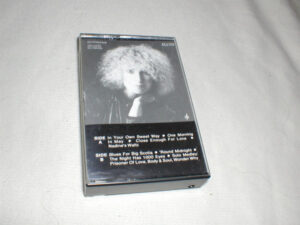 SIDE In Your Own Sweet Way ★ One Morning
A In May ★ Close Enough For Love ★
Nadine's Waltz
SIDE Blues For Big Scotia ★ 'Round Midnight ★
B The Night Has 1000 Eyes ★ Solo Medley:
Prisoner Of Love, Body & Soul, Wonder Why